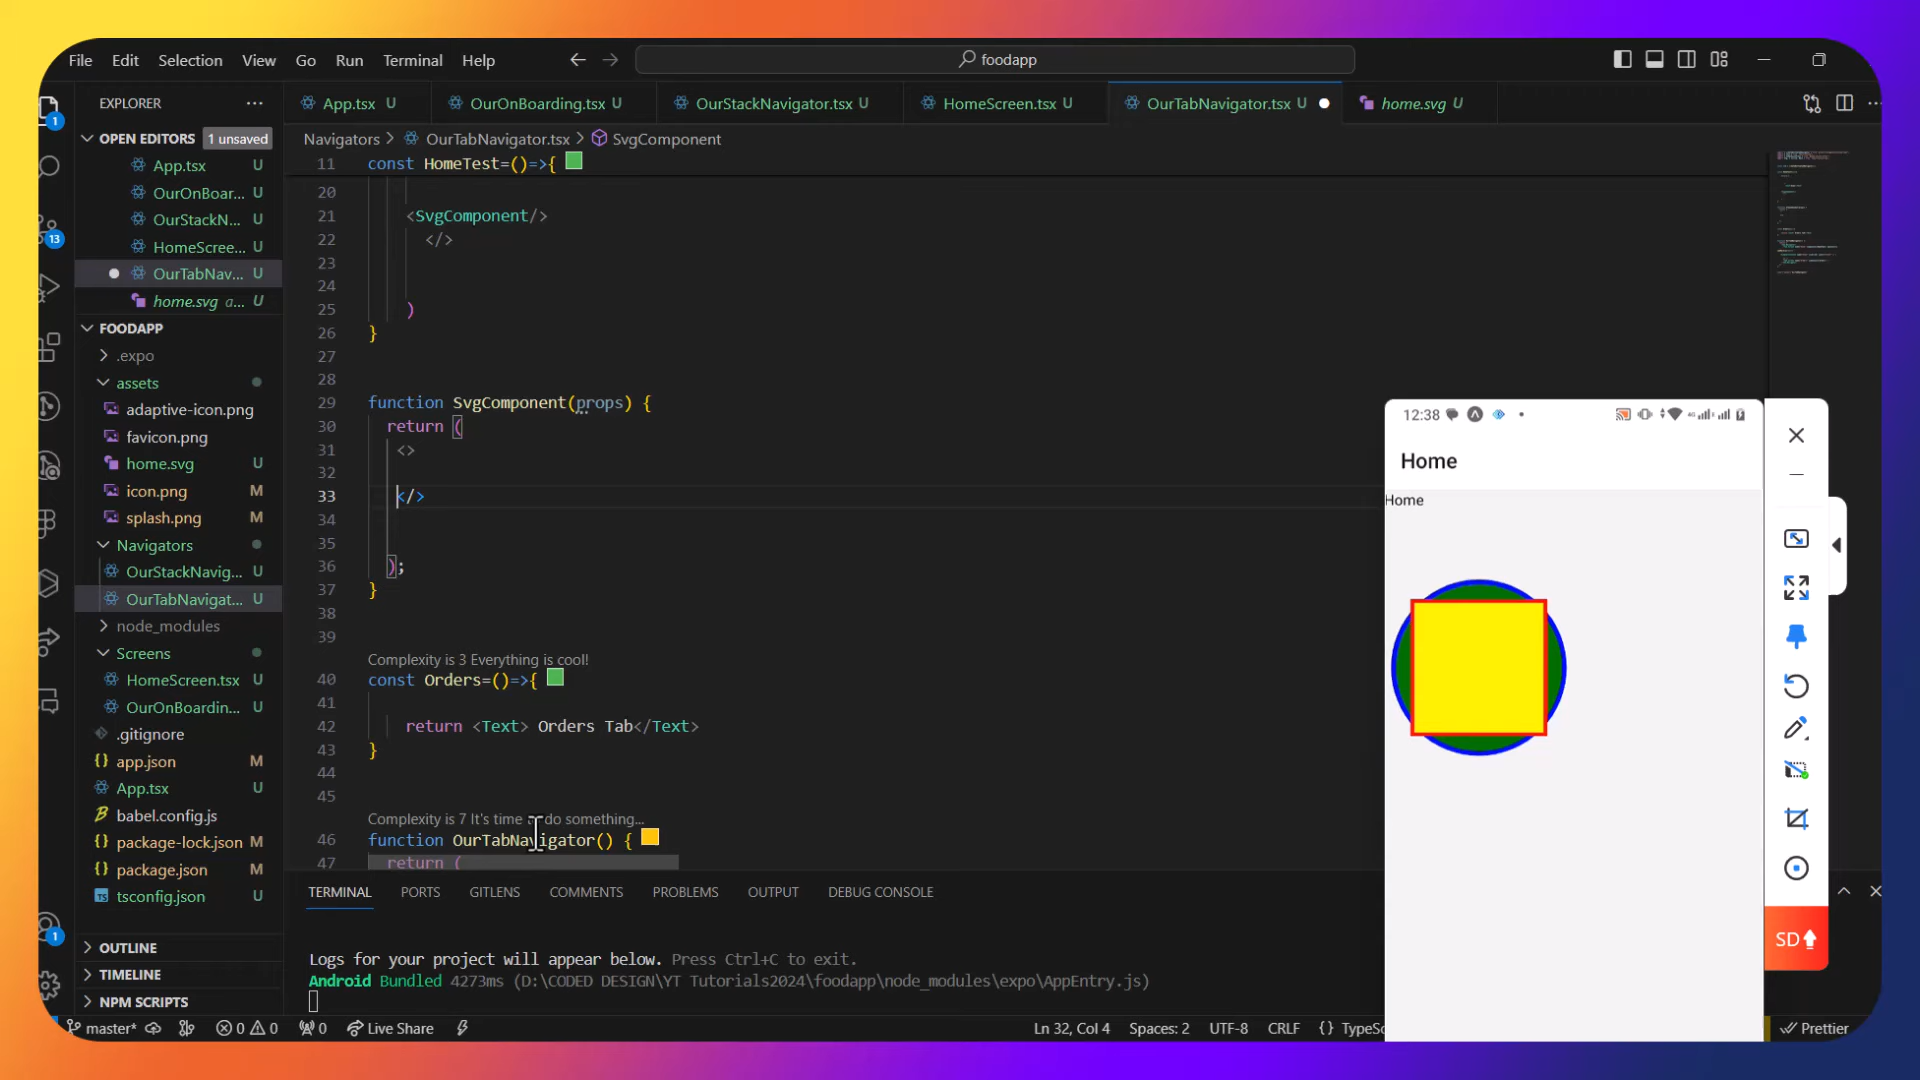 File Edit Selection View Go Run Terminal Help
foodapp
EXPLORER
App.tsx U
OurOnBoarding.tsx U
OurStackNavigator.tsx U
HomeScreen.tsx U
OurTabNavigator.tsx U
home.svg U
OPEN EDITORS 1 unsaved
Navigators > OurTabNavigator.tsx > SvgComponent
App.tsx U
OurOnBoar... U
OurStackN... U
HomeScree... U
OurTabNav... U
home.svg a... U
FOODAPP
.expo
assets
adaptive-icon.png
favicon.png
home.svg U
icon.png M
splash.png M
Navigators
OurStackNavig... U
OurTabNavigat... U
node_modules
Screens
HomeScreen.tsx U
OurOnBoardin... U
.gitignore
app.json M
App.tsx U
babel.config.js
package-lock.json M
package.json M
tsconfig.json U
OUTLINE
TIMELINE
NPM SCRIPTS
1
13
1
11 const HomeTest=()=>{
20
21 <SvgComponent/>
22 </>
23
24
25 )
26 }
27
28
29 function SvgComponent(props) {
30 return (
31 <>
32
33 </>
34
35
36 );
37 }
38
39
Complexity is 3 Everything is cool!
40 const Orders=()=>{
41
42 return <Text> Orders Tab</Text>
43 }
44
45
Complexity is 7 It's time to do something...
46 function OurTabNavigator() {
47 return (
TERMINAL PORTS GITLENS COMMENTS PROBLEMS OUTPUT DEBUG CONSOLE
Logs for your project will appear below. Press Ctrl+C to exit.
Android Bundled 4273ms (D:\CODED DESIGN\YT Tutorials2024\foodapp\node_modules\expo\AppEntry.js)
12:38
Home
Home
SD
master* 0 0 0 Live Share
Ln 32, Col 4 Spaces: 2 UTF-8 CRLF {} TypeSc
Prettier